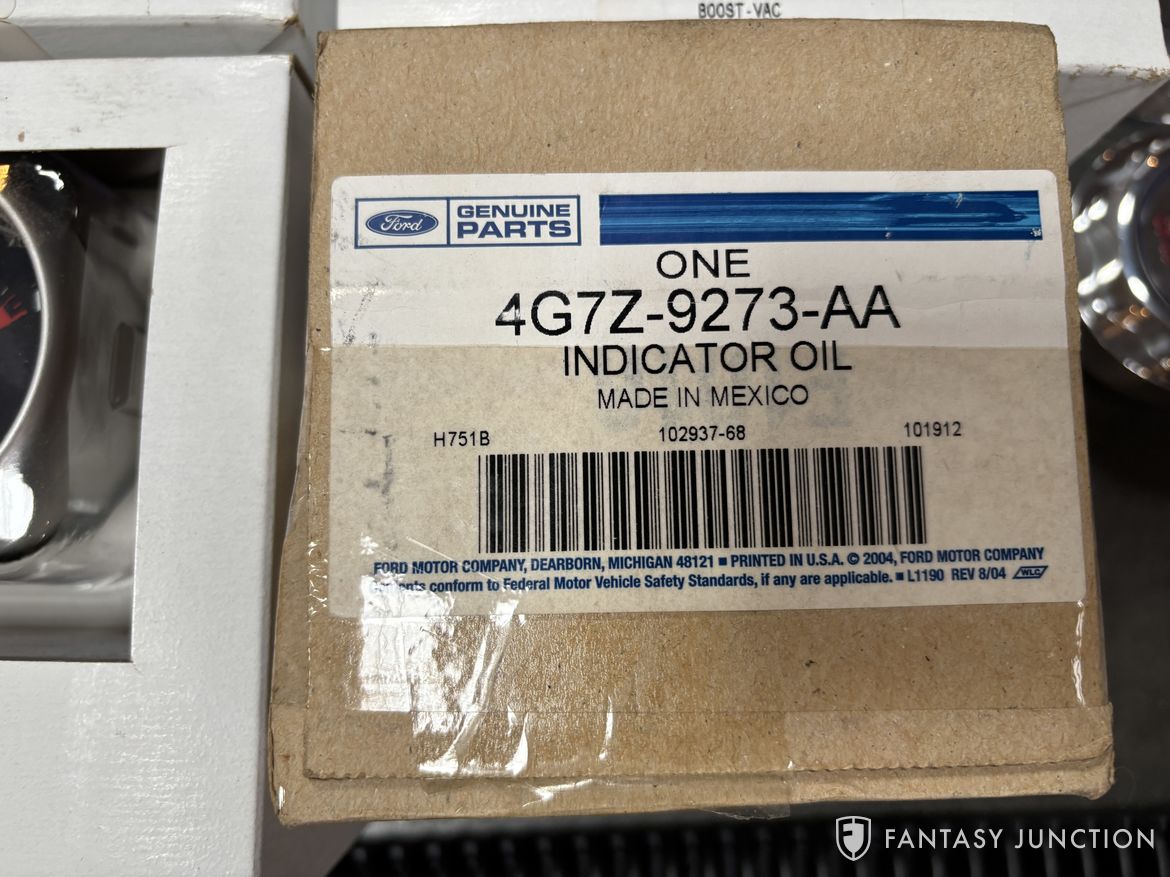 BOOST-VAC
Ford
GENUINE
PARTS
ONE
4G7Z-9273-AA
INDICATOR OIL
MADE IN MEXICO
H751B 102937-68 101912
FORD MOTOR COMPANY, DEARBORN, MICHIGAN 48121 ■ PRINTED IN U.S.A. © 2004, FORD MOTOR COMPANY
conform to Federal Motor Vehicle Safety Standards, if any are applicable. ■ L1190 REV 8/04 WLG
FANTASY JUNCTION